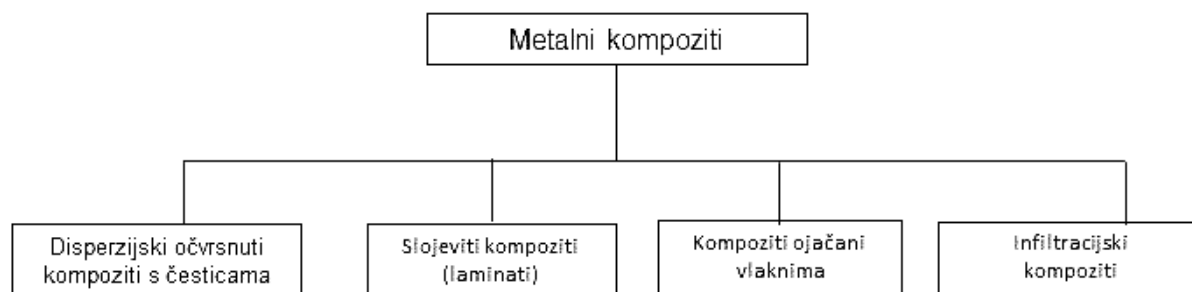 Metalni kompoziti
Disperzijski očvrsnuti
kompoziti s česticama
Slojeviti kompoziti
(laminati)
Kompoziti ojačani
vlaknima
Infiltracijski
kompoziti